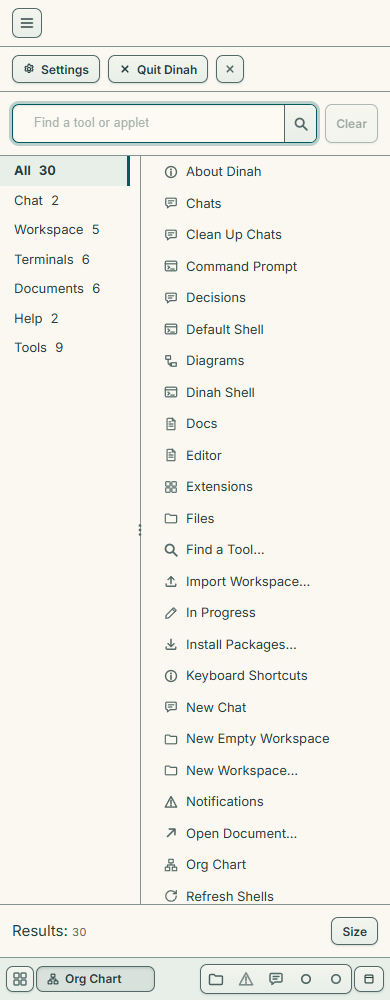 Settings
Quit Dinah
Find a tool or applet
Clear
All 30
Chat 2
Workspace 5
Terminals 6
Documents 6
Help 2
Tools 9
About Dinah
Chats
Clean Up Chats
Command Prompt
Decisions
Default Shell
Diagrams
Dinah Shell
Docs
Editor
Extensions
Files
Find a Tool...
Import Workspace...
In Progress
Install Packages...
Keyboard Shortcuts
New Chat
New Empty Workspace
New Workspace...
Notifications
Open Document...
Org Chart
Refresh Shells
Results: 30
Size
Org Chart